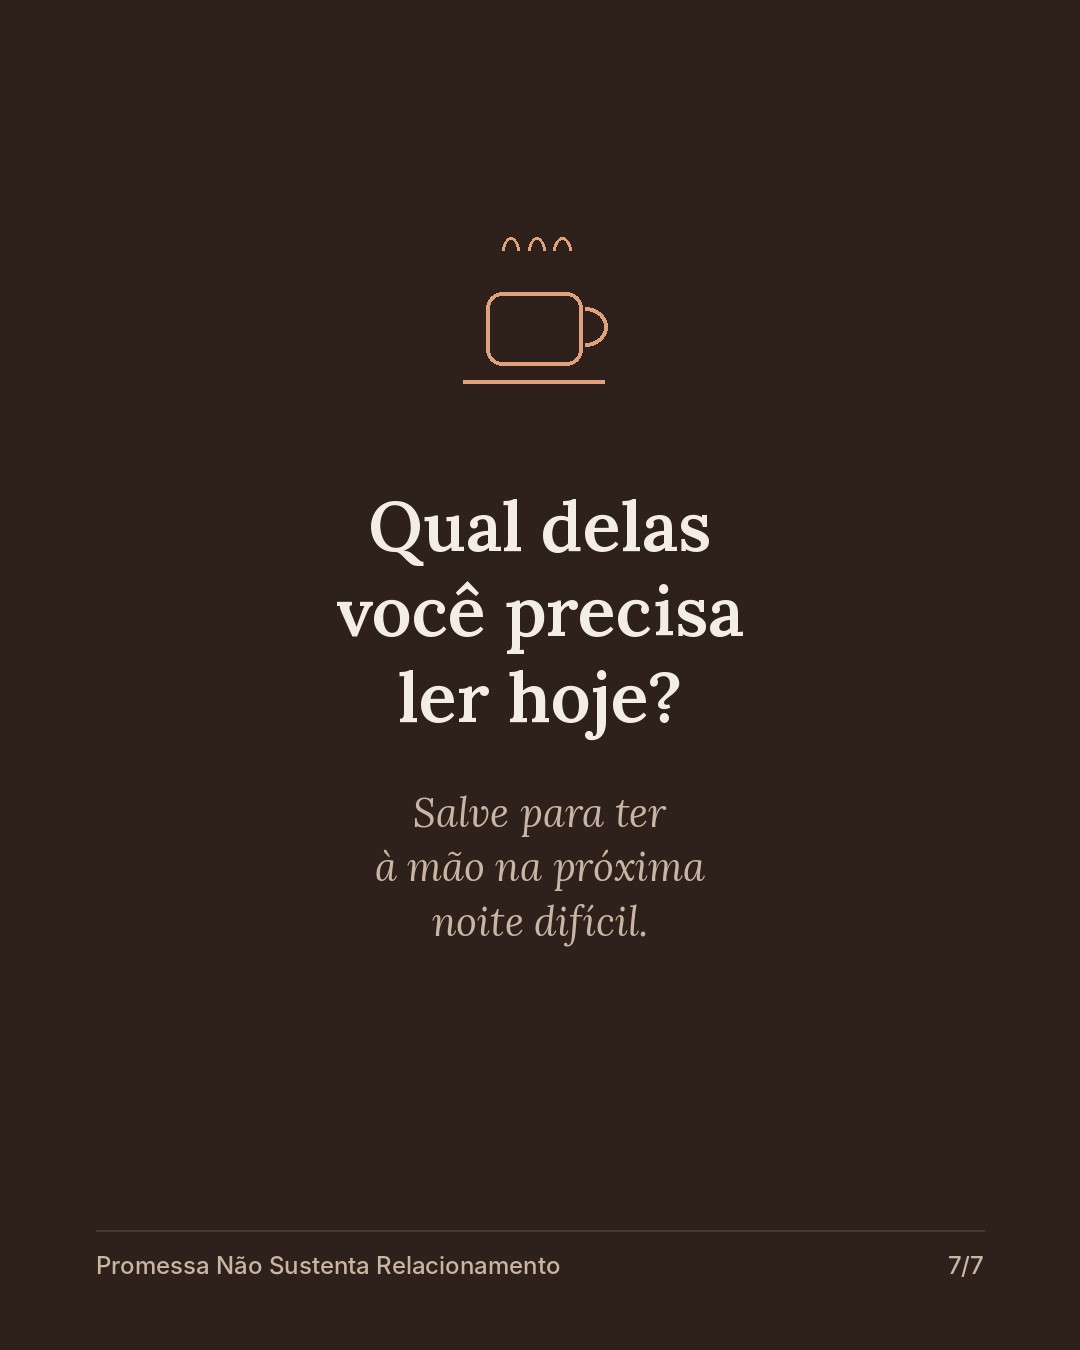 Qual delas
você precisa
ler hoje?
Salve para ter
à mão na próxima
noite difícil.
Promessa Não Sustenta Relacionamento
7/7